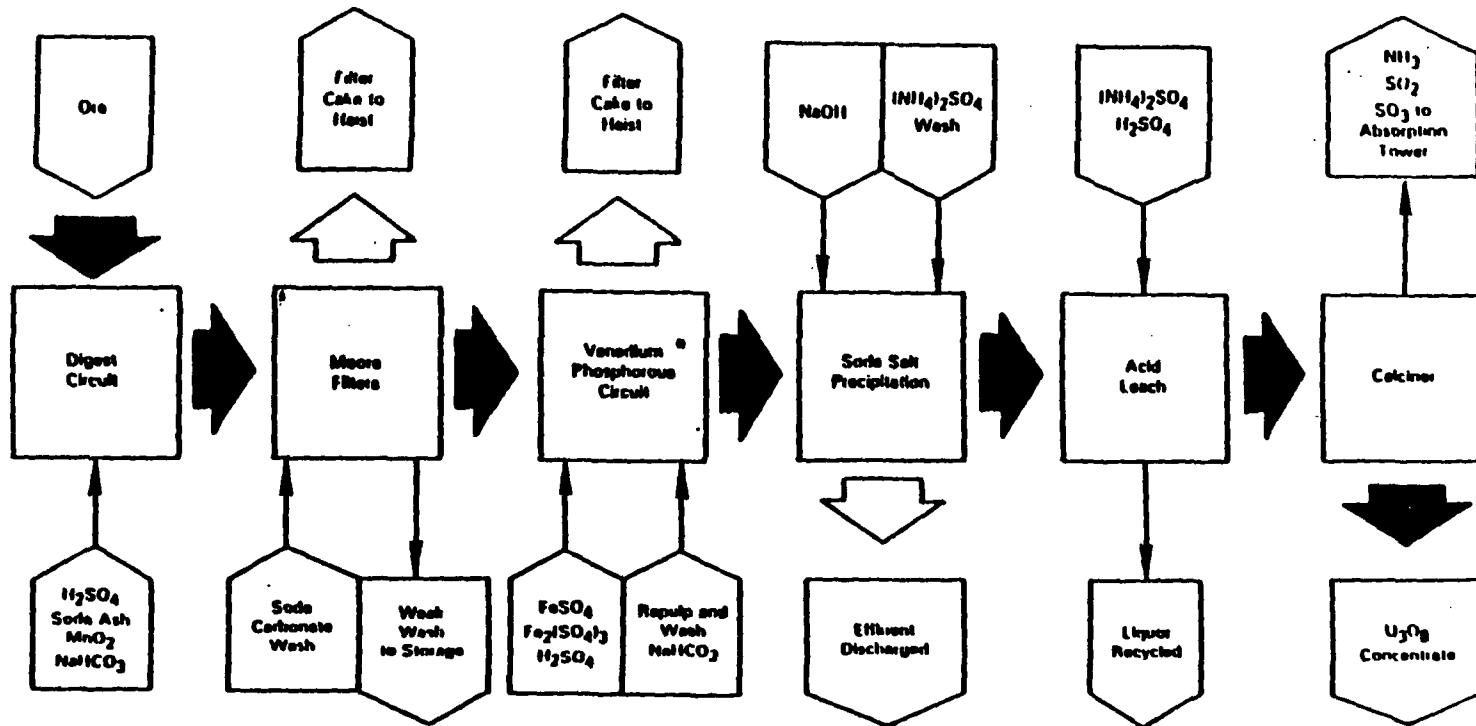 Ore
Filter
Cake to
Hoist
Filter
Cake to
Hoist
NaOH
(NH4)2SO4
Wash
(NH4)2SO4
H2SO4
NH3
SO2
SO3 to
Absorption
Tower
Digest
Circuit
Moore
Filters
Vanadium *
Phosphorous
Circuit
Soda Salt
Precipitation
Acid
Leach
Calciner
H2SO4
Soda Ash
MnO2
NaHCO3
Soda
Carbonate
Wash
Weak
Wash
to Storage
FeSO4
Fe2(SO4)3
H2SO4
Repulp and
Wash
NaHCO3
Effluent
Discharged
Liquor
Recycled
U3O8
Concentrate